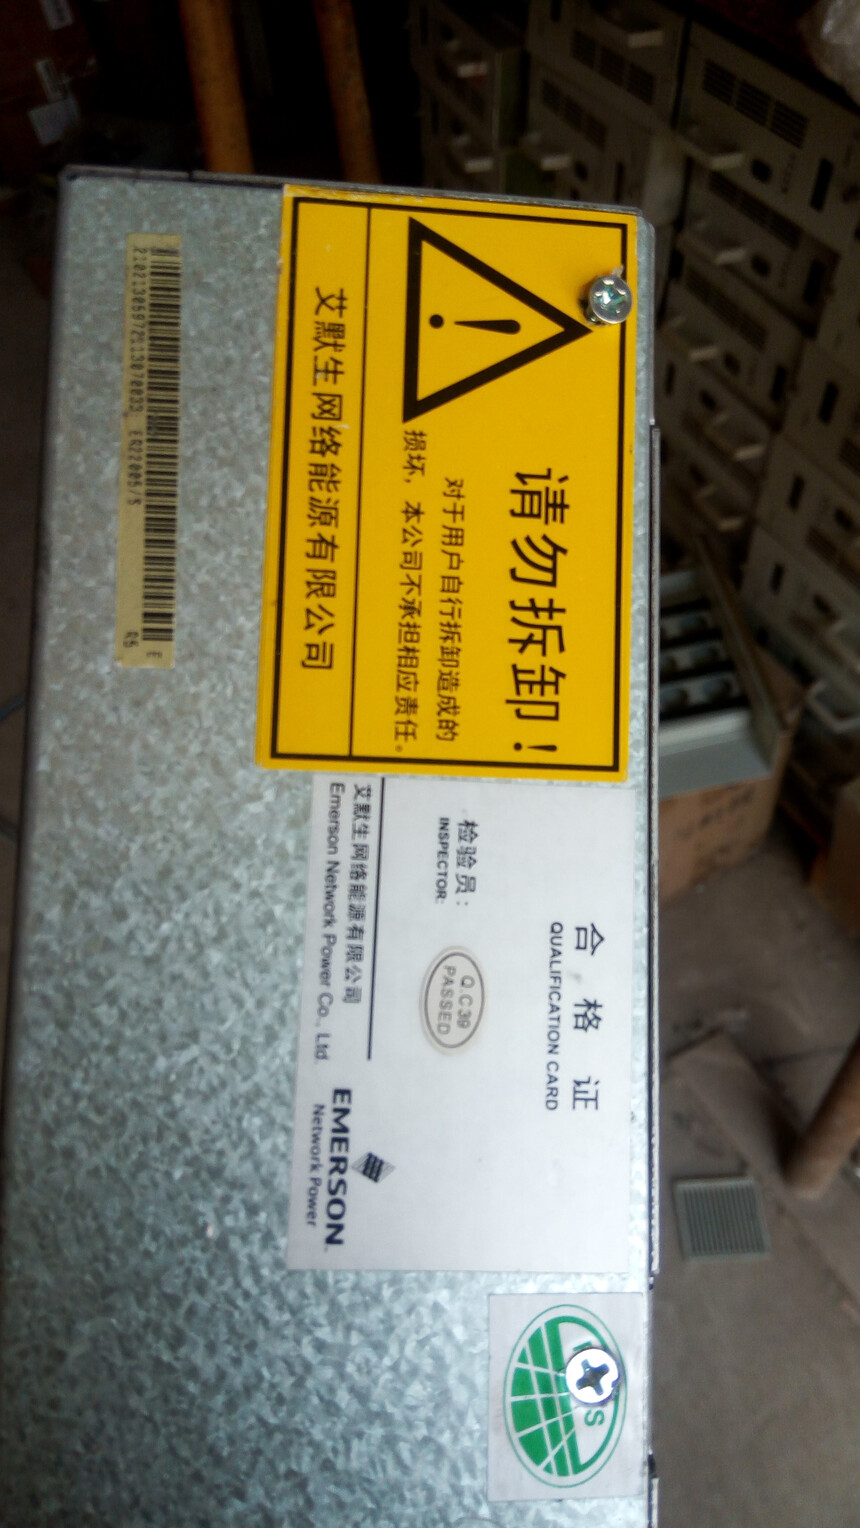 请勿拆卸!
对于用户自行拆卸造成的
损坏，本公司不承担相应责任。
艾默生网络能源有限公司
合格证
QUALIFICATION CARD
检验员：
INSPECTOR:
Q.C39
PASSED
艾默生网络能源有限公司
Emerson Network Power Co., Ltd.
EMERSON
Network Power
ER22005/S
E
R5